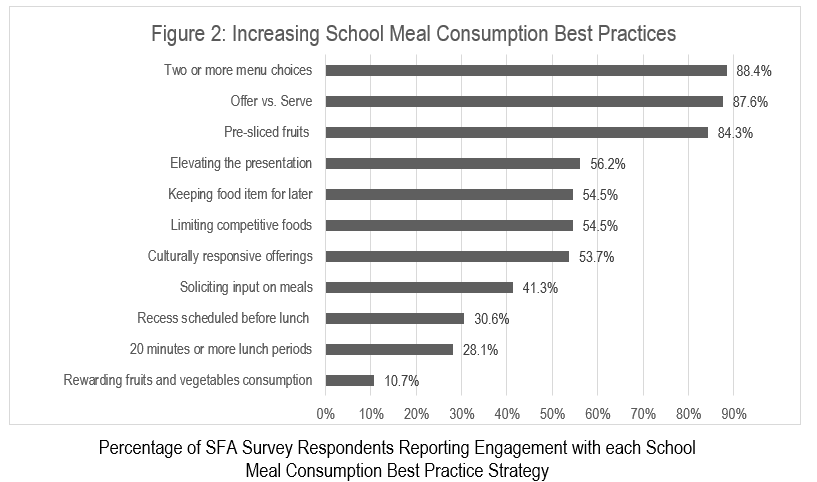 Figure 2: Increasing School Meal Consumption Best Practices
Two or more menu choices 88.4%
Offer vs. Serve 87.6%
Pre-sliced fruits 84.3%
Elevating the presentation 56.2%
Keeping food item for later 54.5%
Limiting competitive foods 54.5%
Culturally responsive offerings 53.7%
Soliciting input on meals 41.3%
Recess scheduled before lunch 30.6%
20 minutes or more lunch periods 28.1%
Rewarding fruits and vegetables consumption 10.7%
0% 10% 20% 30% 40% 50% 60% 70% 80% 90%
Percentage of SFA Survey Respondents Reporting Engagement with each School
Meal Consumption Best Practice Strategy